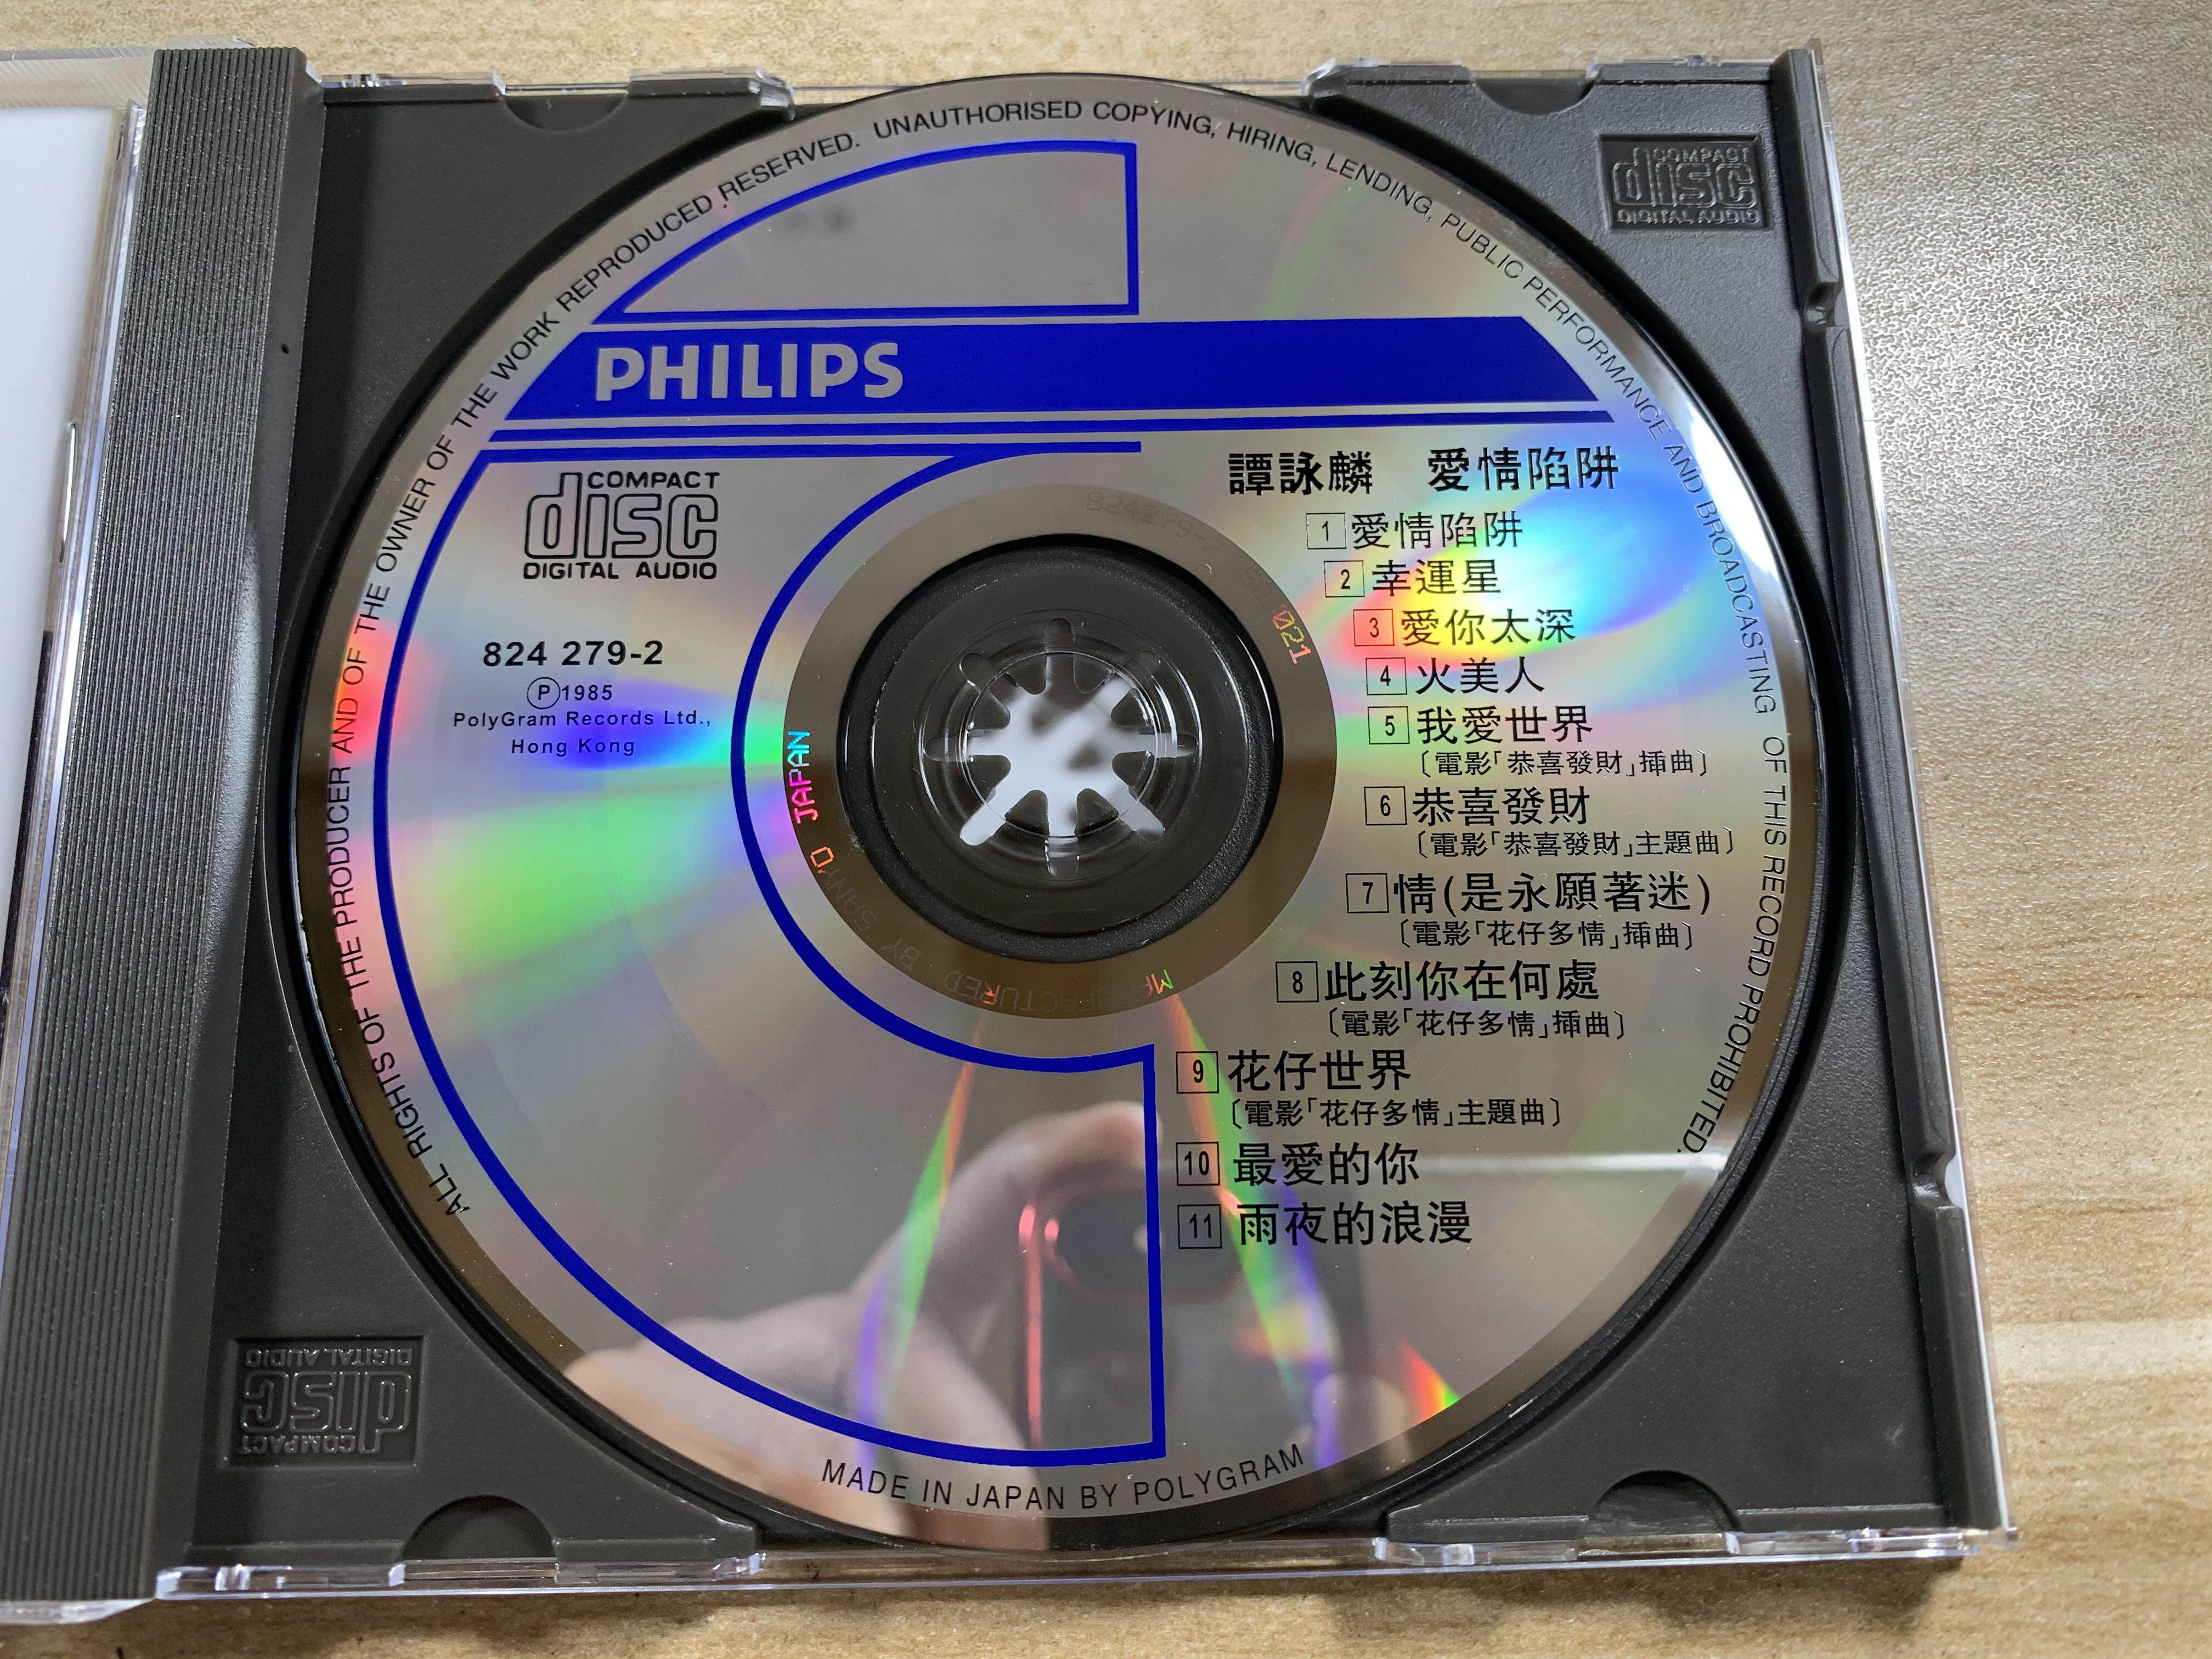 ALL RIGHTS OF THE PRODUCER AND OF THE OWNER OF THE WORK REPRODUCED RESERVED. UNAUTHORISED COPYING, HIRING, LENDING, PUBLIC PERFORMANCE AND BROADCASTING OF THIS RECORD PROHIBITED.
COMPACT
disc
DIGITAL AUDIO
PHILIPS
COMPACT
disc
DIGITAL AUDIO
824 279-2
Ⓟ1985
PolyGram Records Ltd.,
Hong Kong
譚詠麟 愛情陷阱
1 愛情陷阱
2 幸運星
3 愛你太深
4 火美人
5 我愛世界
〔電影「恭喜發財」插曲〕
6 恭喜發財
〔電影「恭喜發財」主題曲〕
7 情(是永願著迷)
〔電影「花仔多情」插曲〕
8 此刻你在何處
〔電影「花仔多情」插曲〕
9 花仔世界
〔電影「花仔多情」主題曲〕
10 最愛的你
11 雨夜的浪漫
824279-2
021
MANUFACTURED BY SANYO JAPAN
MADE IN JAPAN BY POLYGRAM
COMPACT
disc
DIGITAL AUDIO